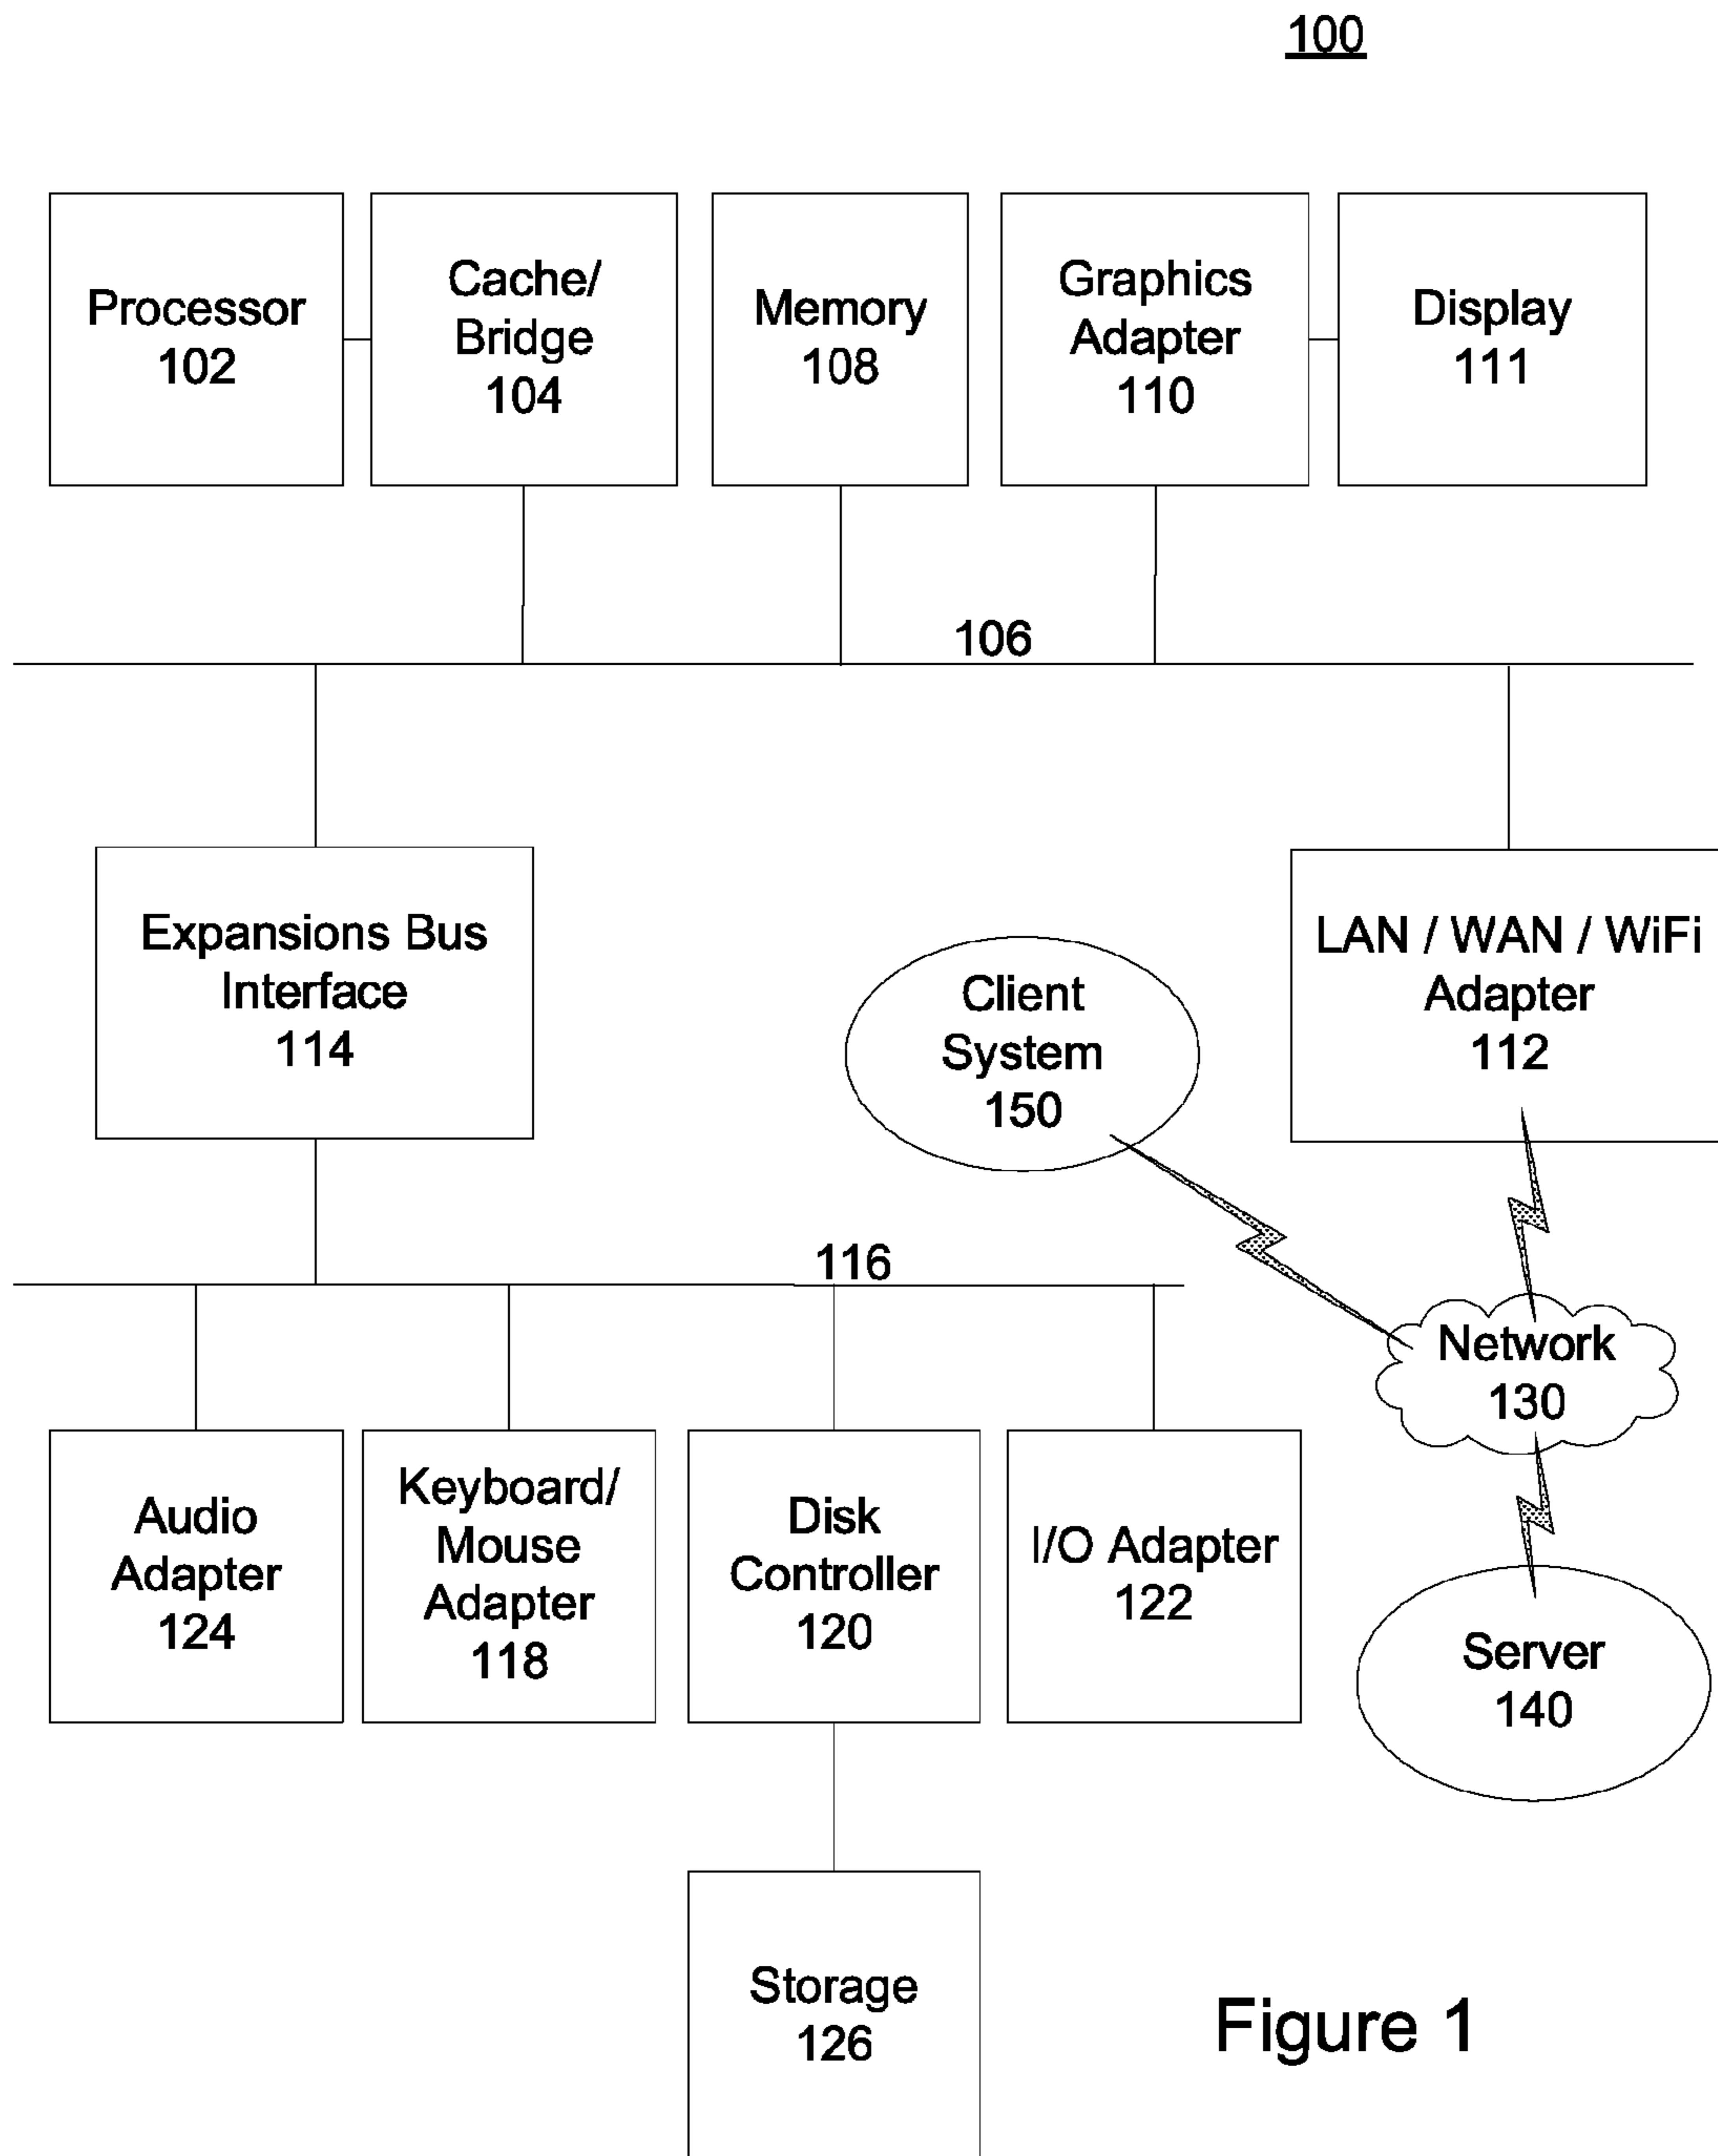 100
Processor
102
Cache/
Bridge
104
Memory
108
Graphics
Adapter
110
Display
111
106
Expansions Bus
Interface
114
Client
System
150
LAN / WAN / WiFi
Adapter
112
116
Network
130
Audio
Adapter
124
Keyboard/
Mouse
Adapter
118
Disk
Controller
120
I/O Adapter
122
Server
140
Storage
126
Figure 1